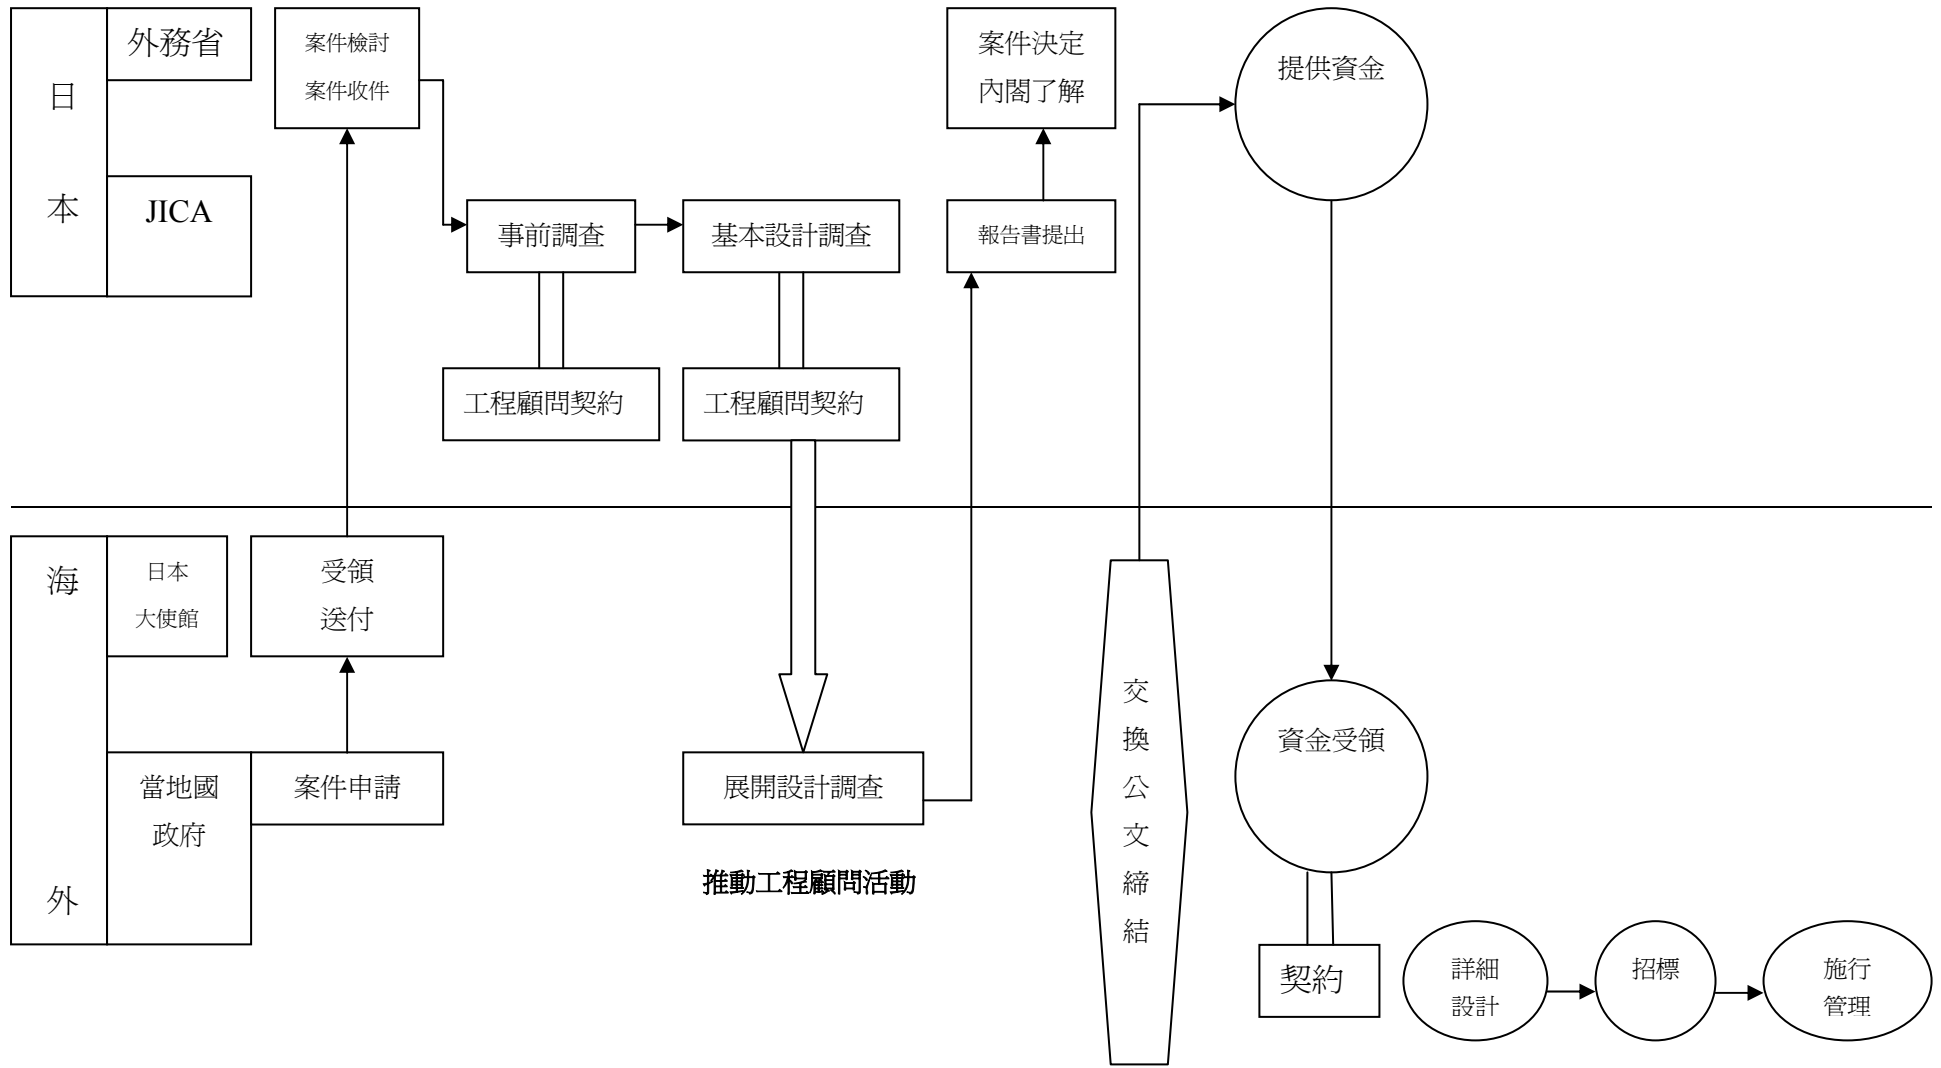 日
本
外務省
JICA
案件檢討
案件收件
事前調查
基本設計調查
工程顧問契約
工程顧問契約
案件決定
內閣了解
報告書提出
提供資金
海
外
日本
大使館
當地國
政府
受領
送付
案件申請
展開設計調查
推動工程顧問活動
交
換
公
文
締
結
資金受領
契約
詳細
設計
招標
施行
管理